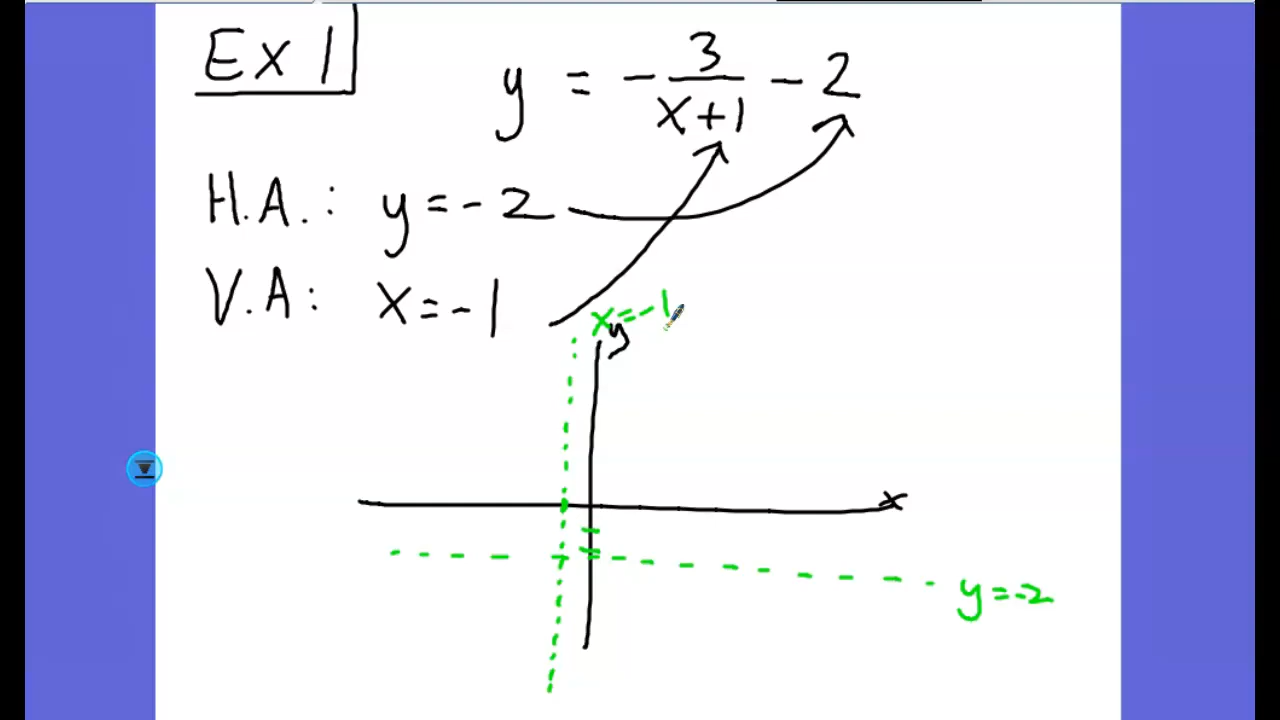 Ex 1
y = - 3/(x+1) - 2
H.A.: y = -2
V.A: x = -1
x = -1
y
x
y = -2